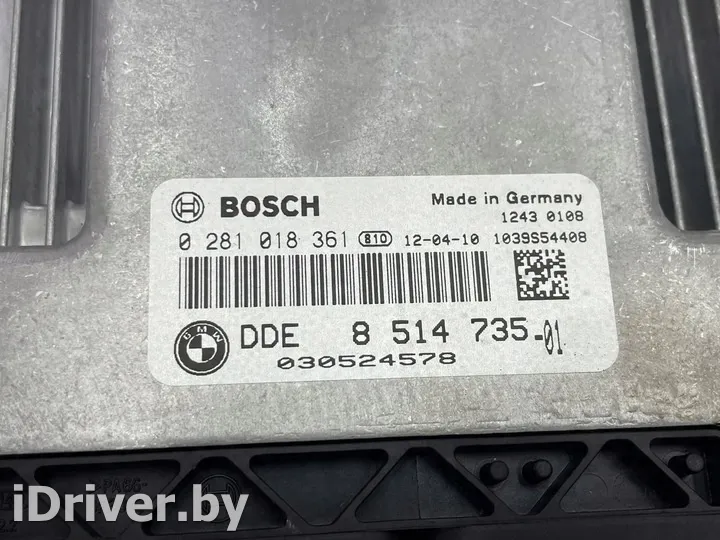 BOSCH
Made in Germany
1243 0108
0 281 018 361 810 12-04-10 1039S54408
BMW
DDE 8 514 735-01
030524578
iDriver.by